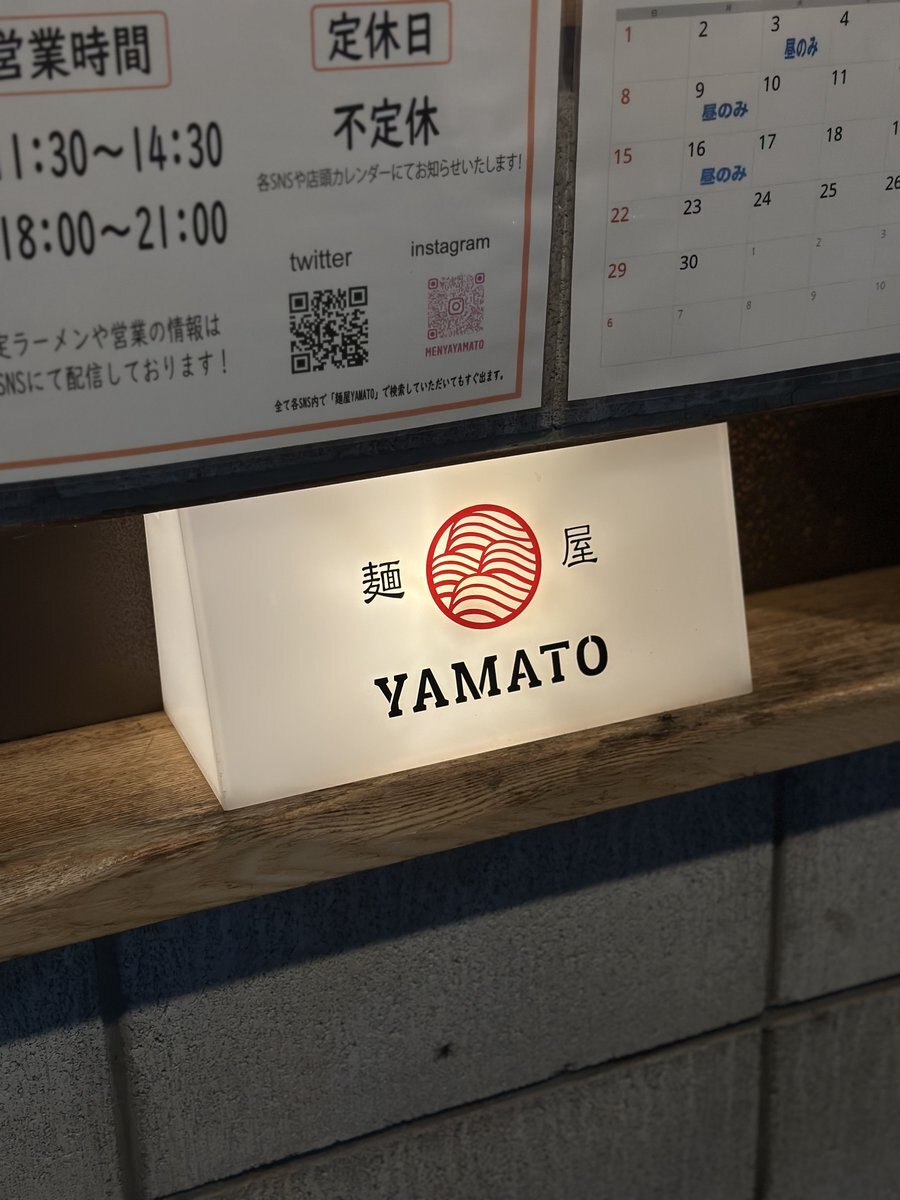 営業時間
11:30～14:30
18:00～21:00
定ラーメンや営業の情報は
SNSにて配信しております！
定休日
不定休
各SNSや店頭カレンダーにてお知らせいたします！
twitter
instagram
MENYAYAMATO
全て各SNS内で「麺屋YAMATO」で検索していただいてもすぐ出ます。
日 月 火
1 2 3 4
昼のみ
8 9 10 11
昼のみ
15 16 17 18 1
昼のみ
22 23 24 25 26
29 30 1 2 3
6 7 8 9 10
麺 屋
YAMATO